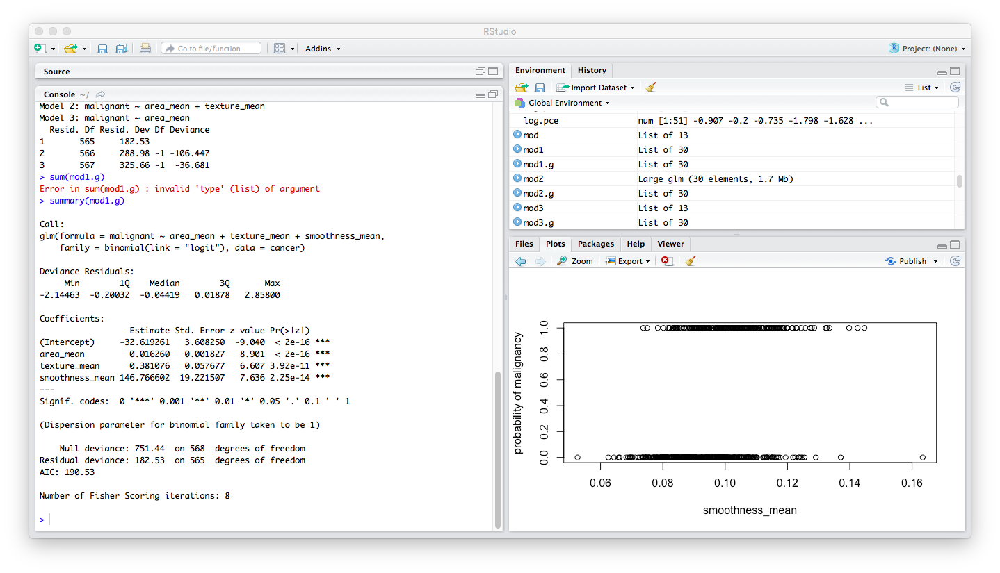 RStudio
Go to file/function
Addins
Project: (None)
Source
Console ~/
Model 2: malignant ~ area_mean + texture_mean
Model 3: malignant ~ area_mean
  Resid. Df Resid. Dev Df Deviance
1       565     182.53
2       566     288.98 -1 -106.447
3       567     325.66 -1  -36.681
> sum(mod1.g)
Error in sum(mod1.g) : invalid 'type' (list) of argument
> summary(mod1.g)
Call:
glm(formula = malignant ~ area_mean + texture_mean + smoothness_mean,
    family = binomial(link = "logit"), data = cancer)
Deviance Residuals:
     Min        1Q    Median        3Q       Max
-2.14463  -0.20032  -0.04419   0.01878   2.85800
Coefficients:
                  Estimate Std. Error z value Pr(>|z|)
(Intercept)     -32.619261   3.608250  -9.040  < 2e-16 ***
area_mean         0.016260   0.001827   8.901  < 2e-16 ***
texture_mean      0.381076   0.057677   6.607 3.92e-11 ***
smoothness_mean 146.766602  19.221507   7.636 2.25e-14 ***
---
Signif. codes:  0 '***' 0.001 '**' 0.01 '*' 0.05 '.' 0.1 ' ' 1
(Dispersion parameter for binomial family taken to be 1)
    Null deviance: 751.44  on 568  degrees of freedom
Residual deviance: 182.53  on 565  degrees of freedom
AIC: 190.53
Number of Fisher Scoring iterations: 8
>
Environment History
Import Dataset List
Global Environment
log.pce num [1:51] -0.907 -0.2 -0.735 -1.798 -1.628 ...
mod List of 13
mod1 List of 30
mod1.g List of 30
mod2 Large glm (30 elements, 1.7 Mb)
mod2.g List of 30
mod3 List of 13
mod3.g List of 30
Files Plots Packages Help Viewer
Zoom Export Publish
probability of malignancy
1.0
0.8
0.6
0.4
0.2
0.0
0.06 0.08 0.10 0.12 0.14 0.16
smoothness_mean